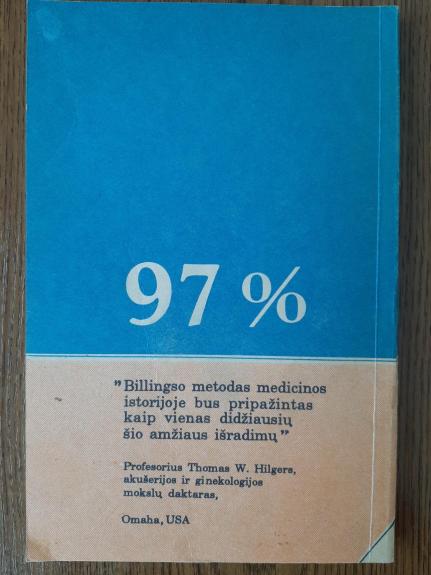 97 %
"Billingso metodas medicinos
istorijoje bus pripažintas
kaip vienas didžiausių
šio amžiaus išradimų"
Profesorius Thomas W. Hilgers,
akušerijos ir ginekologijos
mokslų daktaras,
Omaha, USA